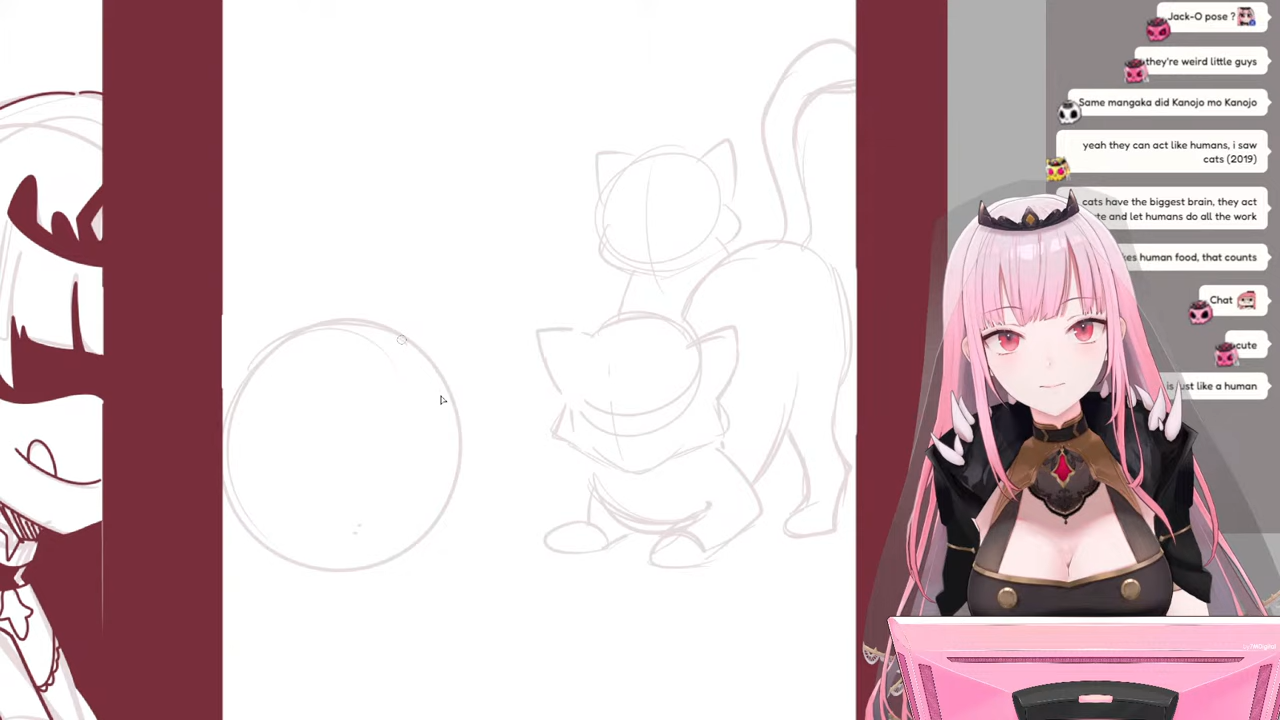 Jack-O pose ?
they're weird little guys
Same mangaka did Kanojo mo Kanojo
yeah they can act like humans, i saw
cats (2019)
cats have the biggest brain, they act
and let humans do all the work
human food, that counts
Chat
cute
is just like a human